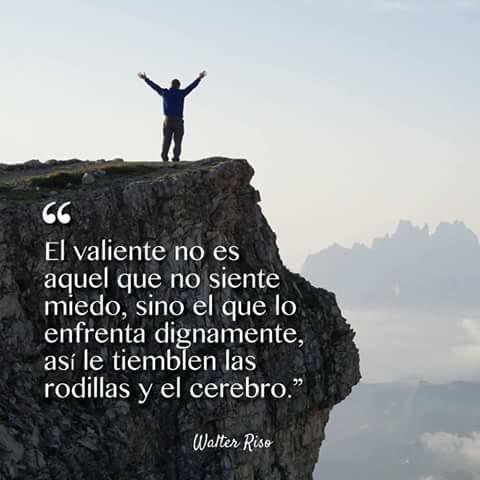 “
El valiente no es
aquel que no siente
miedo, sino el que lo
enfrenta dignamente,
así le tiemblen las
rodillas y el cerebro.”
Walter Riso